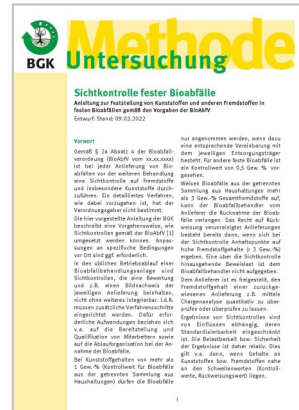 Methode
BGK
Untersuchung
Sichtkontrolle fester Bioabfälle
Anleitung zur Feststellung von Kunststoffen und anderen Fremdstoffen in
festen Bioabfällen gemäß den Vorgaben der BioAbfV
Entwurf: Stand: 09.03.2022
Vorwort
Gemäß § 2a Absatz 4 der Bioabfall-
verordnung (BioAbfV vom xx.xx.xxxx)
ist bei jeder Anlieferung von Bio-
abfällen vor der weiteren Behandlung
eine Sichtkontrolle auf Fremdstoffe
und insbesondere Kunststoffe durch-
zuführen. Ein detailliertes Verfahren,
wie dabei vorzugehen ist, hat der
Verordnungsgeber nicht bestimmt.
Die hier vorgestellte Anleitung der BGK
beschreibt eine Vorgehensweise, wie
Sichtkontrollen gemäß der BioAbfV [1]
umgesetzt werden können. Anpas-
sungen an spezifische Bedingungen
vor Ort sind ggf. erforderlich.
In den üblichen Betriebsablauf einer
Bioabfallbehandlungsanlage sind
Sichtkontrollen, die eine Bewertung
und z.B. einen Bildnachweis der
jeweiligen Anlieferung beinhalten,
nicht ohne weiteres integrierbar. I.d.R.
müssen zusätzliche Verfahrensschritte
eingerichtet werden. Dafür erfor-
derliche Aufwendungen beziehen sich
v.a. auf die Bereitstellung und
Qualifikation von Mitarbeitern sowie
auf die Ablauforganisation bei der An-
nahme der Bioabfälle.
Bei Kunststoffgehalten von mehr als
1 Gew.-% (Kontrollwert für Bioabfälle
aus der getrennten Sammlung aus
Haushaltungen) dürfen die Bioabfälle
nur angenommen werden, wenn dazu
eine entsprechende Vereinbarung mit
dem jeweiligen Entsorgungsträger
besteht. Für andere feste Bioabfälle ist
ein Kontrollwert von 0,5 Gew. % vor-
gesehen.
Weisen Bioabfälle aus der getrennten
Sammlung aus Haushaltungen mehr
als 3 Gew.-% Gesamtfremdstoffe auf,
kann der Bioabfallbehandler vom
Anlieferer die Rücknahme der Bioab-
fälle verlangen. Das Recht auf Rück-
weisung verunreinigter Anlieferungen
besteht bereits dann, wenn sich bei
der Sichtkontrolle Anhaltspunkte auf
hohe Fremdstoffgehalte (> 3 Gew.-%)
ergeben. Eine über die Sichtkontrolle
hinausgehende Beweislast ist dem
Bioabfallbehandler nicht aufgegeben.
Dem Anlieferer ist es freigestellt, den
Fremdstoffgehalt einer zurückge-
wiesenen Anlieferung z.B. mittels
Chargenanalyse quantitativ zu über-
prüfen oder überprüfen zu lassen.
Ergebnisse von Sichtkontrollen sind
von Einflüssen abhängig, deren
Standardisierbarkeit eingeschränkt
ist. Die Belastbarkeit bzw. Sicherheit
der Ergebnisse ist daher relativ. Dies
gilt v.a. dann, wenn Gehalte an
Kunststoffen bzw. Fremdstoffen nahe
an den Schwellenwerten (Kontroll-
werte, Rückweisungswert) liegen.
1